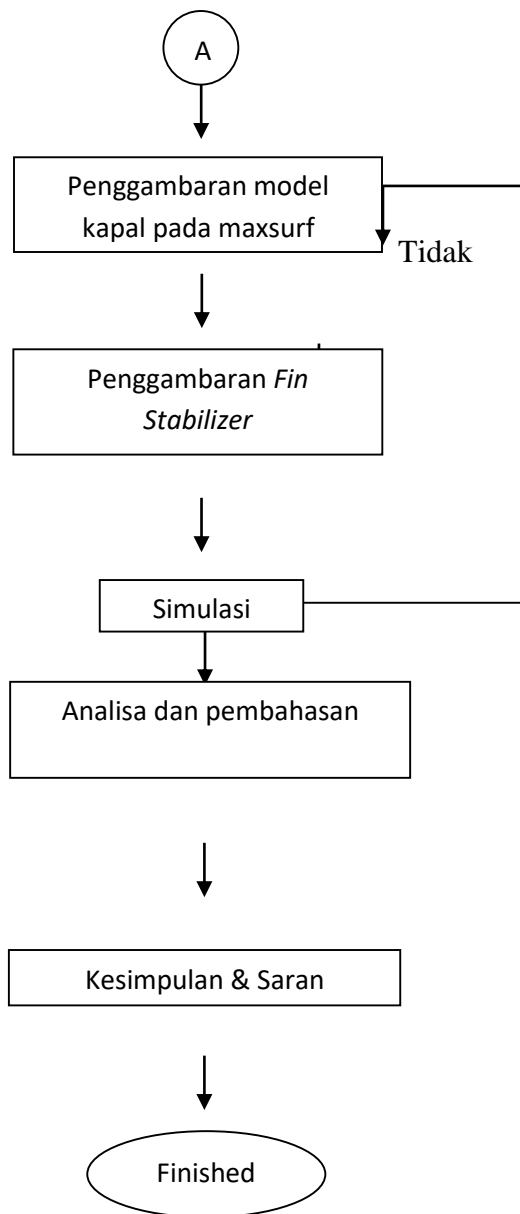 A
Penggambaran model
kapal pada maxsurf
Tidak
Penggambaran Fin
Stabilizer
Simulasi
Analisa dan pembahasan
Kesimpulan & Saran
Finished